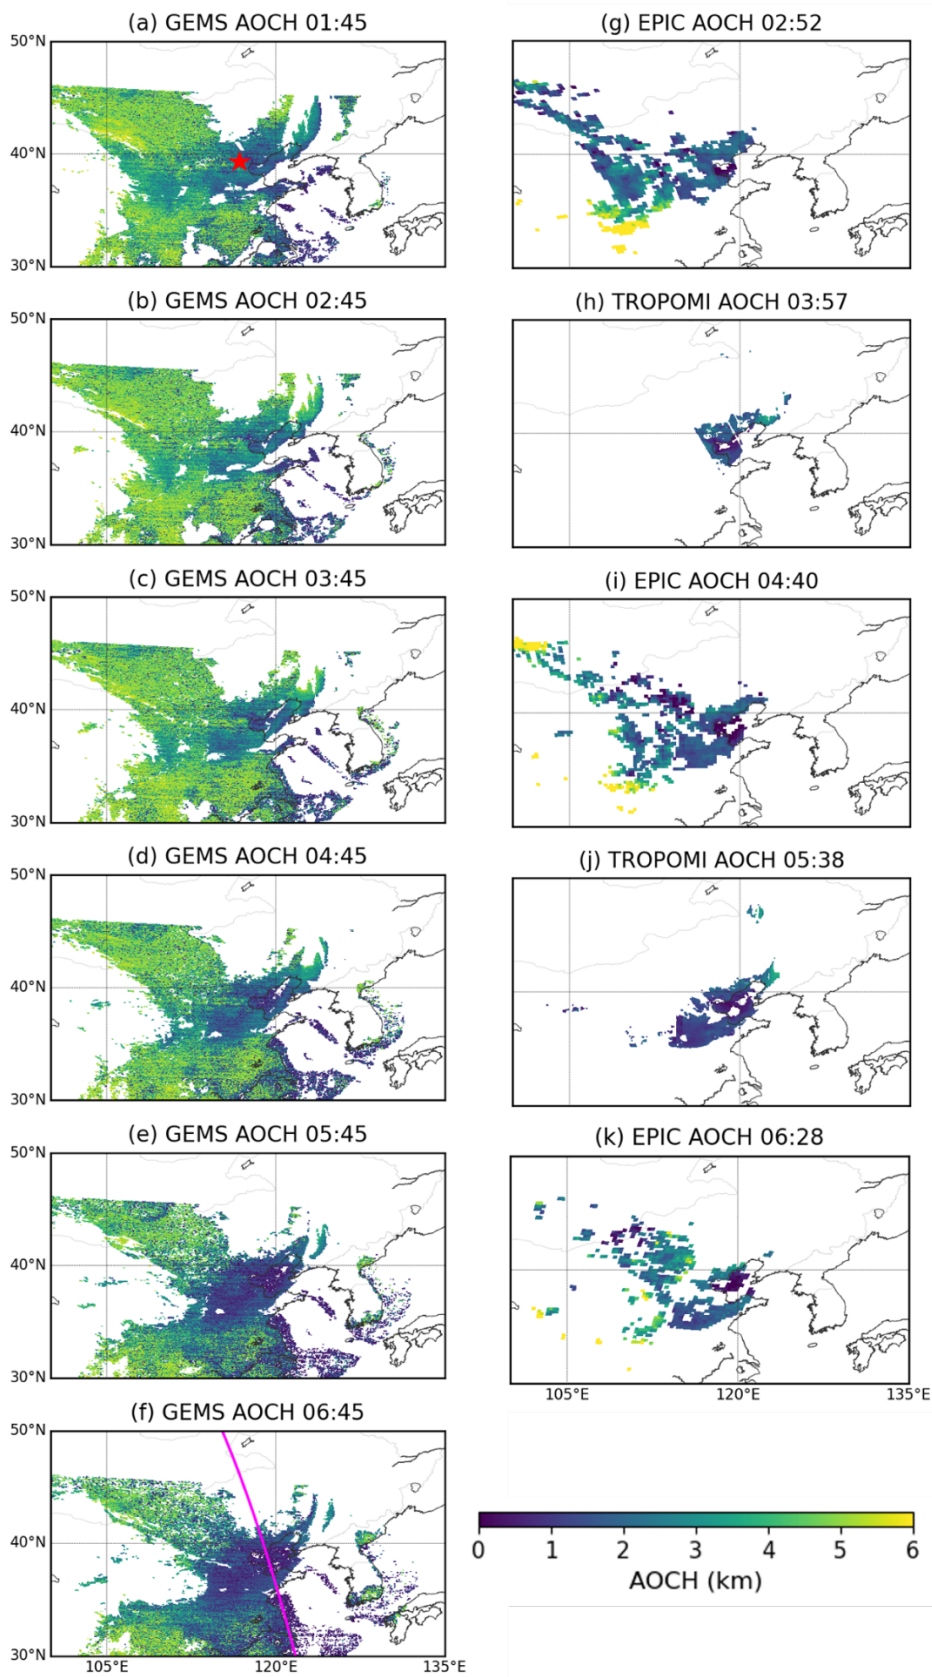 (a) GEMS AOCH 01:45
50°N
40°N
30°N
(b) GEMS AOCH 02:45
50°N
40°N
30°N
(c) GEMS AOCH 03:45
50°N
40°N
30°N
(d) GEMS AOCH 04:45
50°N
40°N
30°N
(e) GEMS AOCH 05:45
50°N
40°N
30°N
(f) GEMS AOCH 06:45
50°N
40°N
30°N
105°E 120°E 135°E
(g) EPIC AOCH 02:52
(h) TROPOMI AOCH 03:57
(i) EPIC AOCH 04:40
(j) TROPOMI AOCH 05:38
(k) EPIC AOCH 06:28
105°E 120°E 135°E
0 1 2 3 4 5 6
AOCH (km)